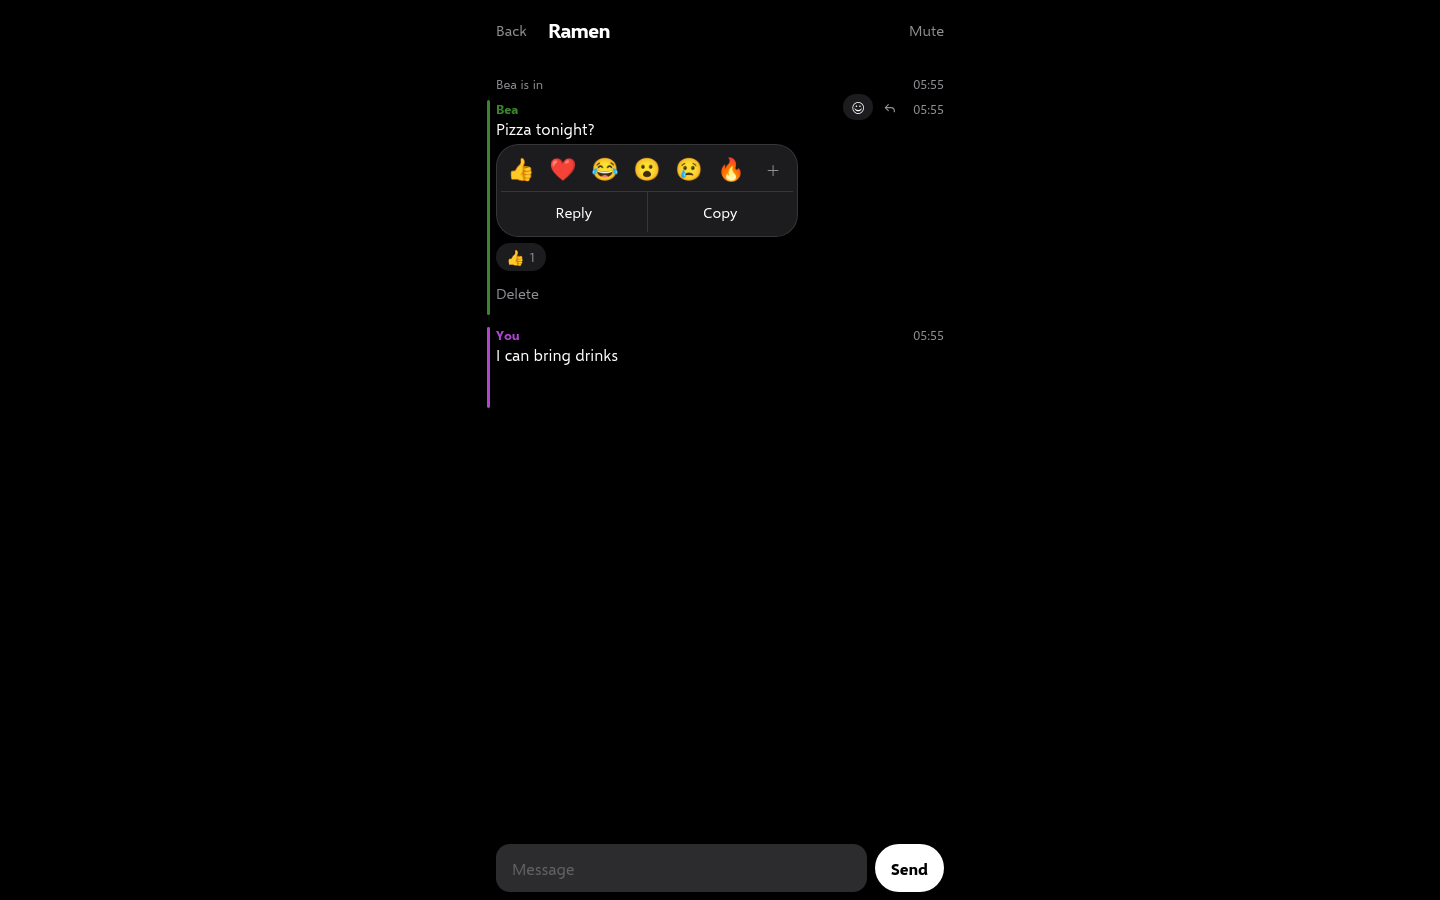 Back Ramen Mute
Bea is in 05:55
Bea 05:55
Pizza tonight?
👍 ❤️ 😂 😮 😢 🔥 +
Reply Copy
👍 1
Delete
You 05:55
I can bring drinks
Message Send